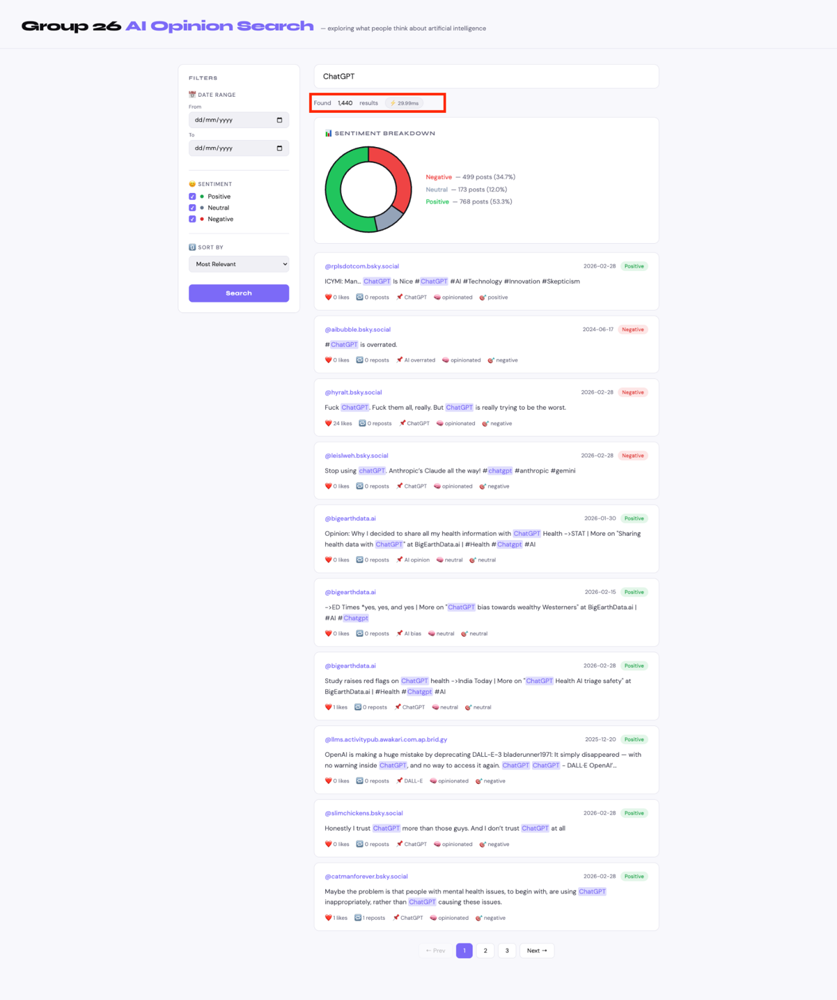 Group 26 AI Opinion Search — exploring what people think about artificial intelligence
FILTERS
DATE RANGE
From
dd/mm/yyyy
To
dd/mm/yyyy
SENTIMENT
Positive
Neutral
Negative
SORT BY
Most Relevant
Search
ChatGPT
Found 1,440 results ⚡ 29.99ms
SENTIMENT BREAKDOWN
Negative — 499 posts (34.7%)
Neutral — 173 posts (12.0%)
Positive — 768 posts (53.3%)
@rplsdotcom.bsky.social 2026-02-28 Positive
ICYMI: Man... ChatGPT Is Nice #ChatGPT #AI #Technology #Innovation #Skepticism
❤️ 0 likes 🔁 0 reposts 📌 ChatGPT 🧠 opinionated 🎯 positive
@aibubble.bsky.social 2024-06-17 Negative
#ChatGPT is overrated.
❤️ 0 likes 🔁 0 reposts 📌 AI overrated 🧠 opinionated 🎯 negative
@hyralt.bsky.social 2026-02-28 Negative
Fuck ChatGPT. Fuck them all, really. But ChatGPT is really trying to be the worst.
❤️ 24 likes 🔁 0 reposts 📌 ChatGPT 🧠 opinionated 🎯 negative
@leislweh.bsky.social 2026-02-28 Negative
Stop using chatGPT. Anthropic's Claude all the way! #chatgpt #anthropic #gemini
❤️ 0 likes 🔁 0 reposts 📌 ChatGPT 🧠 opinionated 🎯 negative
@bigearthdata.ai 2026-01-30 Positive
Opinion: Why I decided to share all my health information with ChatGPT Health ->STAT | More on "Sharing
health data with ChatGPT" at BigEarthData.ai | #Health #Chatgpt #AI
❤️ 0 likes 🔁 0 reposts 📌 AI opinion 🧠 neutral 🎯 neutral
@bigearthdata.ai 2026-02-15 Positive
->ED Times *yes, yes, and yes | More on "ChatGPT bias towards wealthy Westerners" at BigEarthData.ai |
#AI #Chatgpt
❤️ 0 likes 🔁 0 reposts 📌 AI bias 🧠 neutral 🎯 neutral
@bigearthdata.ai 2026-02-28 Positive
Study raises red flags on ChatGPT health ->India Today | More on "ChatGPT Health AI triage safety" at
BigEarthData.ai | #Health #Chatgpt #AI
❤️ 1 likes 🔁 0 reposts 📌 ChatGPT 🧠 neutral 🎯 neutral
@llms.activitypub.awakari.com.ap.brid.gy 2025-12-20 Positive
OpenAI is making a huge mistake by deprecating DALL-E-3 bladerunner1971: It simply disappeared — with
no warning inside ChatGPT, and no way to access it again. ChatGPT ChatGPT - DALL·E OpenAI'...
❤️ 0 likes 🔁 0 reposts 📌 DALL-E 🧠 opinionated 🎯 negative
@slimchickens.bsky.social 2026-02-28 Positive
Honestly I trust ChatGPT more than those guys. And I don't trust ChatGPT at all
❤️ 0 likes 🔁 0 reposts 📌 ChatGPT 🧠 opinionated 🎯 negative
@catmanforever.bsky.social 2026-02-28 Positive
Maybe the problem is that people with mental health issues, to begin with, are using ChatGPT
inappropriately, rather than ChatGPT causing these issues.
❤️ 1 likes 🔁 1 reposts 📌 ChatGPT 🧠 opinionated 🎯 negative
← Prev 1 2 3 Next →